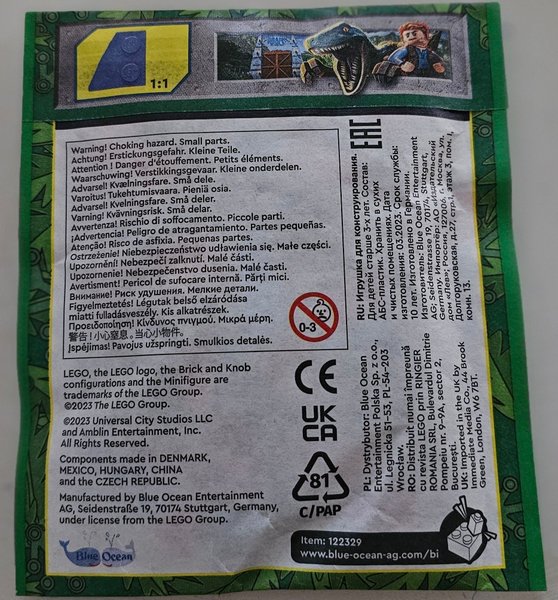 1:1
Warning! Choking hazard. Small parts.
Achtung! Erstickungsgefahr. Kleine Teile.
Attention ! Danger d'étouffement. Petits éléments.
Waarschuwing! Verstikkingsgevaar. Kleine onderdelen.
Advarsel! Kvælningsfare. Små dele.
Varoitus! Tukehtumisvaara. Pieniä osia.
Advarsel! Kvelningsfare. Små deler.
Varning! Kvävningsrisk. Små delar.
Avvertenza! Rischio di soffocamento. Piccole parti.
¡Advertencia! Peligro de atragantamiento. Partes pequeñas.
Atenção! Risco de asfixia. Pequenas partes.
Ostrzeżenie! Niebezpieczeństwo udławienia się. Małe części.
Upozornění! Nebezpečí zalknutí. Malé části.
Upozornenie! Nebezpečenstvo dusenia. Malé časti.
Avertisment! Pericol de sufocare internă. Părți mici.
Внимание! Риск удушения. Мелкие детали.
Figyelmeztetés! Légutak belső elzáródása
miatti fulladásveszély. Kis alkatrészek.
Προειδοποίηση! Κίνδυνος πνιγμού. Μικρά μέρη.
警告!小心窒息。当心小物件。
Įspėjimas! Pavojus užspringti. Smulkios detalės.
0-3
LEGO, the LEGO logo, the Brick and Knob
configurations and the Minifigure are
trademarks of the LEGO Group.
©2023 The LEGO Group.
©2023 Universal City Studios LLC
and Amblin Entertainment, Inc.
All Rights Reserved.
Components made in DENMARK,
MEXICO, HUNGARY, CHINA
and the CZECH REPUBLIC.
Manufactured by Blue Ocean Entertainment
AG, Seidenstraße 19, 70174 Stuttgart, Germany,
under license from the LEGO Group.
Blue Ocean
CE
UK
CA
81
C/PAP
EAC
RU: Игрушка для конструирования.
Для детей старше 3-х лет. Состав:
АБС-пластик. Хранить в сухих
и чистых помещениях. Дата
изготовления: 03.2023. Срок службы:
10 лет. Изготовлено в Германии.
Изготовитель: Blue Ocean Entertainment
AG, Seidenstrasse 19, 70174, Stuttgart,
Germany. Импортёр: АО «Издательский
дом «Лев»; Россия, 127006, г. Москва, ул.
Долгоруковская, д.27, стр.1, этаж 3, пом. I,
комн. 13.
PL: Dystrybutor: Blue Ocean
Entertainment Polska Sp. z o.o.,
ul. Legnicka 51-53, PL-54-203
Wrocław.
RO: Distribuit numai împreună
cu revista LEGO prin RINGIER
ROMANIA SRL, Bulevardul Dimitrie
Pompeiu nr. 9-9A, sector 2,
București.
UK: Imported in the UK by
Immediate Media Co., 44 Brook
Green, London, W6 7BT.
Item: 122329
www.blue-ocean-ag.com/bi